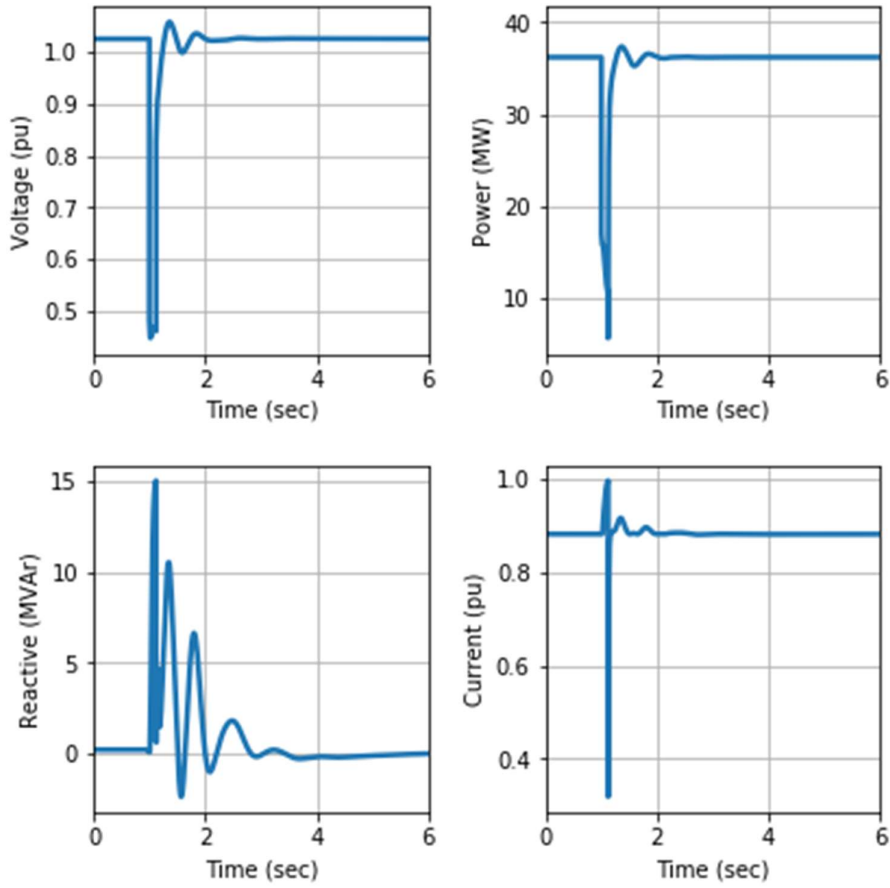 Voltage (pu)
1.0
0.9
0.8
0.7
0.6
0.5
0 2 4 6
Time (sec)
Power (MW)
40
30
20
10
0 2 4 6
Time (sec)
Reactive (MVAr)
15
10
5
0
0 2 4 6
Time (sec)
Current (pu)
1.0
0.8
0.6
0.4
0 2 4 6
Time (sec)